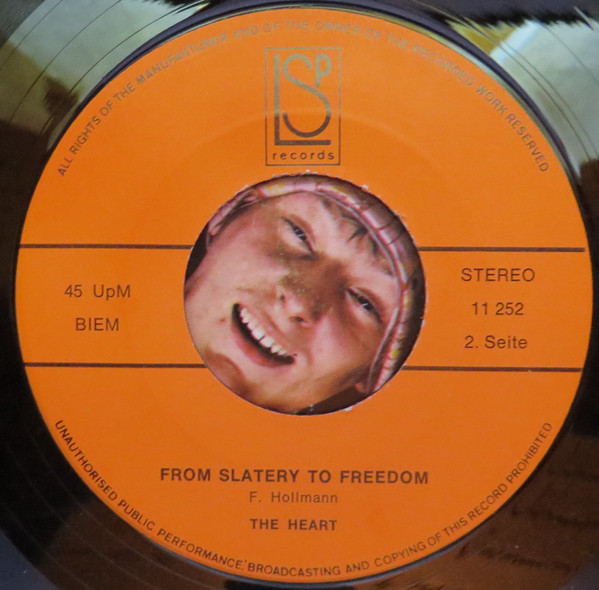 ALL RIGHTS OF THE MANUFACTURER AND OF THE OWNER OF THE RECORDED WORK RESERVED
LSP
records
45 UpM
BIEM
STEREO
11 252
2. Seite
FROM SLATERY TO FREEDOM
F. Hollmann
THE HEART
UNAUTHORISED PUBLIC PERFORMANCE, BROADCASTING AND COPYING OF THIS RECORD PROHIBITED